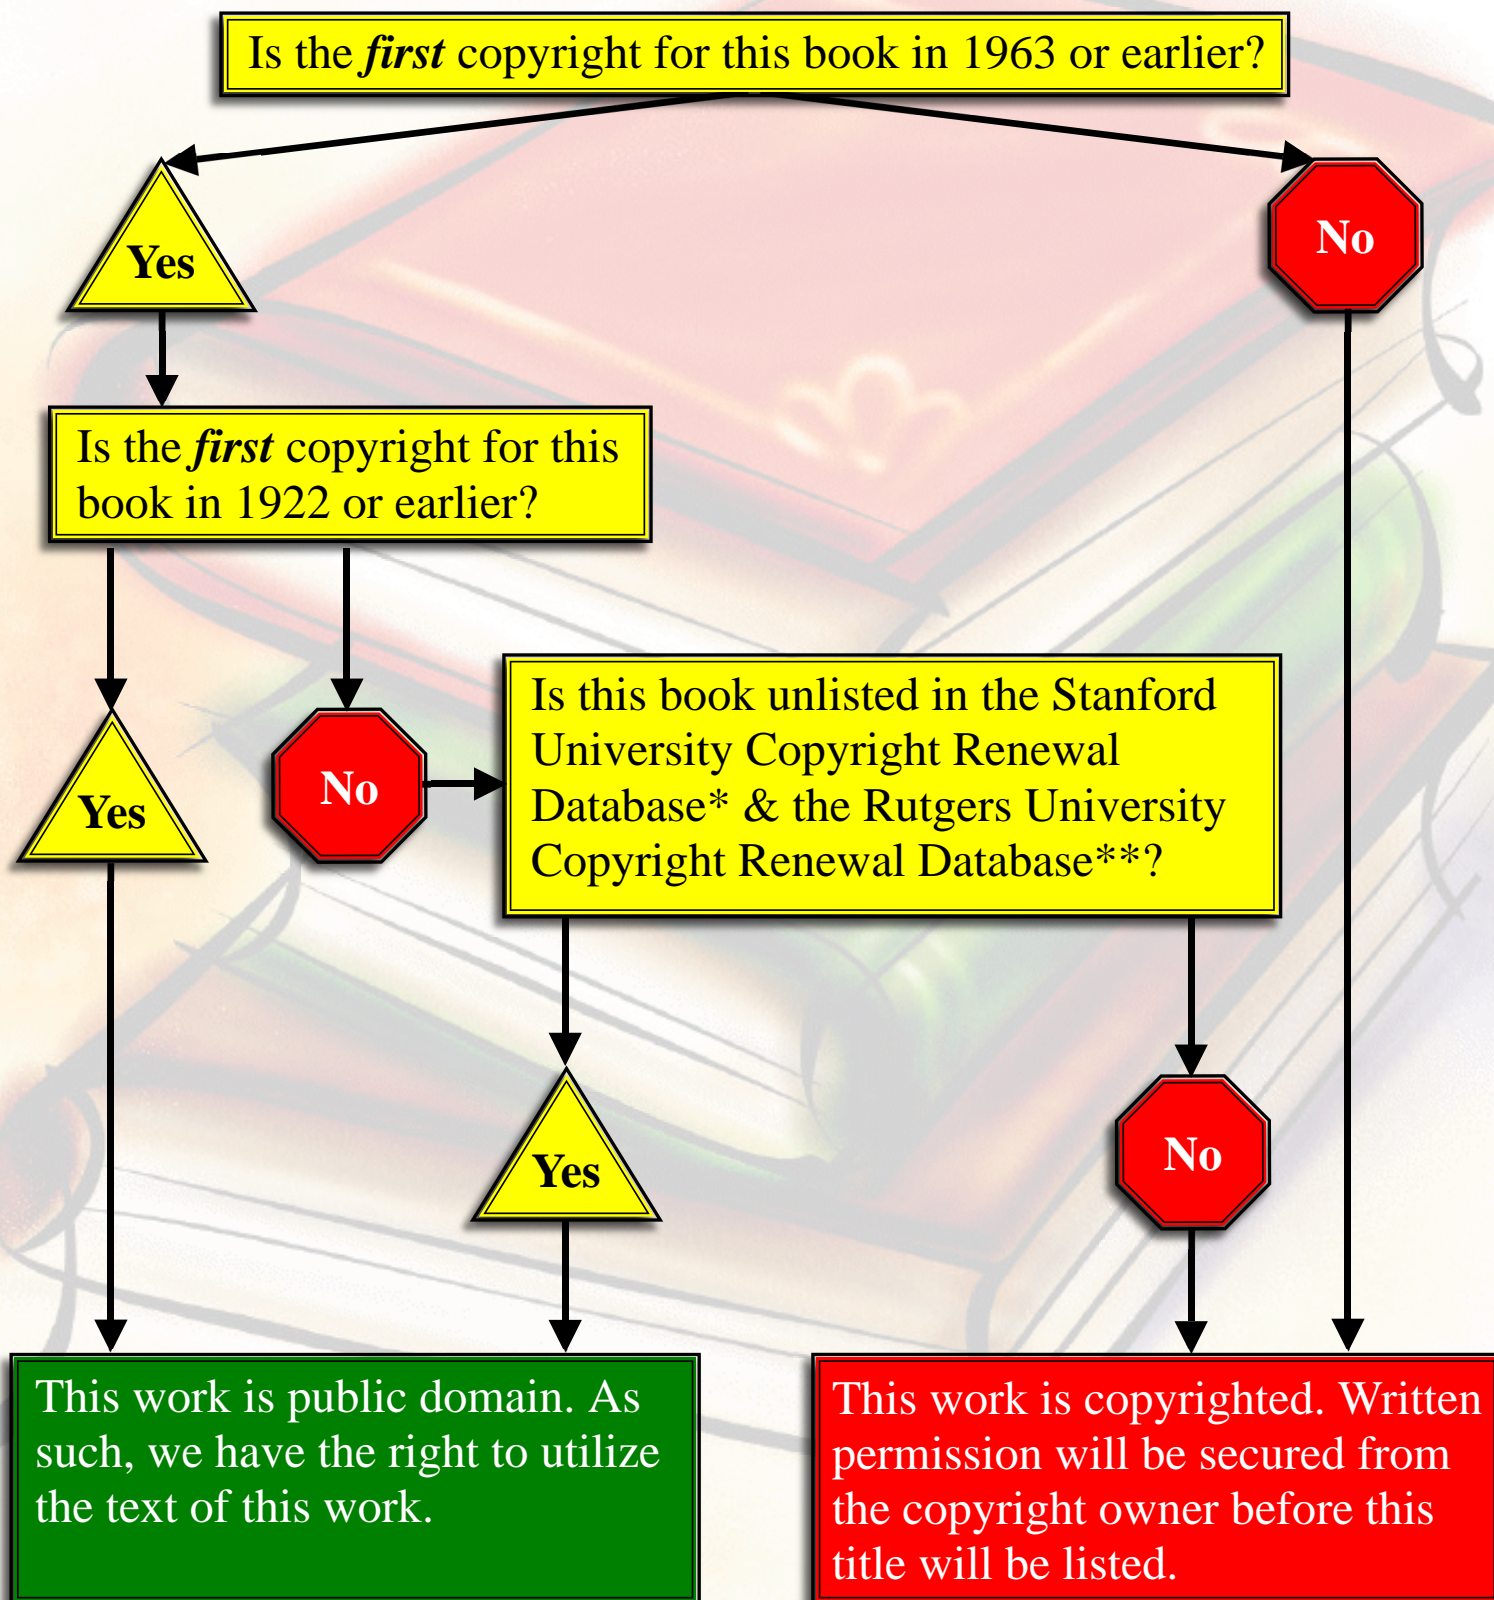 Is the first copyright for this book in 1963 or earlier?
Yes
No
Is the first copyright for this
book in 1922 or earlier?
Yes
No
Is this book unlisted in the Stanford
University Copyright Renewal
Database* & the Rutgers University
Copyright Renewal Database**?
Yes
No
This work is public domain. As
such, we have the right to utilize
the text of this work.
This work is copyrighted. Written
permission will be secured from
the copyright owner before this
title will be listed.